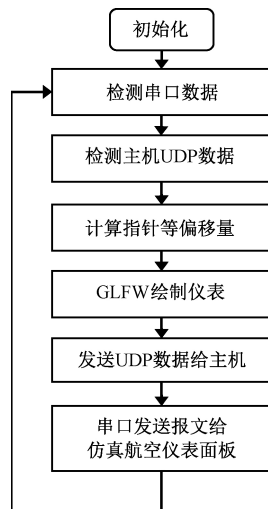 初始化
检测串口数据
检测主机UDP数据
计算指针等偏移量
GLFW绘制仪表
发送UDP数据给主机
串口发送报文给
仿真航空仪表面板